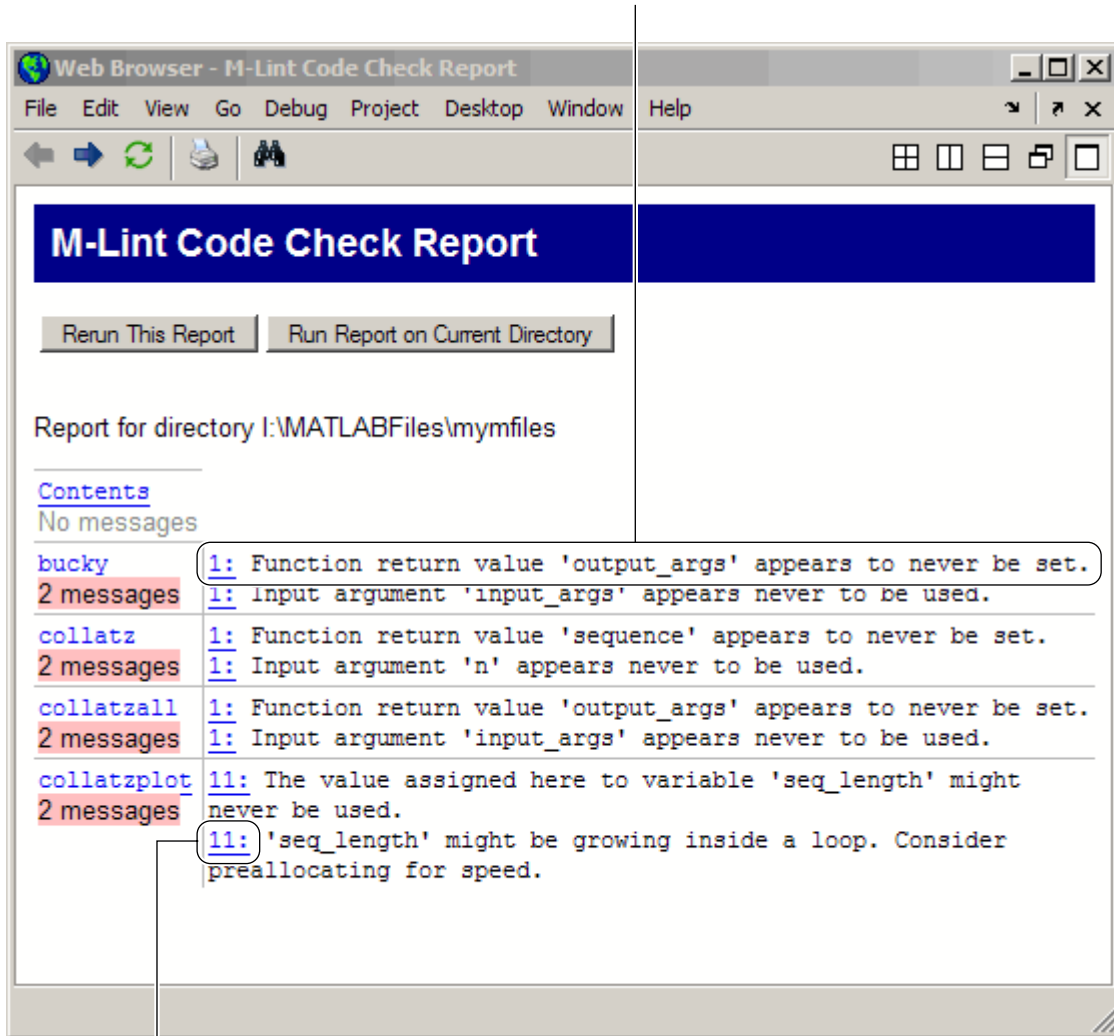 Web Browser - M-Lint Code Check Report
File Edit View Go Debug Project Desktop Window Help
M-Lint Code Check Report
Rerun This Report Run Report on Current Directory
Report for directory I:\MATLABFiles\mymfiles
Contents
No messages
bucky 1: Function return value 'output_args' appears to never be set.
2 messages 1: Input argument 'input_args' appears never to be used.
collatz 1: Function return value 'sequence' appears to never be set.
2 messages 1: Input argument 'n' appears never to be used.
collatzall 1: Function return value 'output_args' appears to never be set.
2 messages 1: Input argument 'input_args' appears never to be used.
collatzplot 11: The value assigned here to variable 'seq_length' might
2 messages never be used.
11: 'seq_length' might be growing inside a loop. Consider
preallocating for speed.